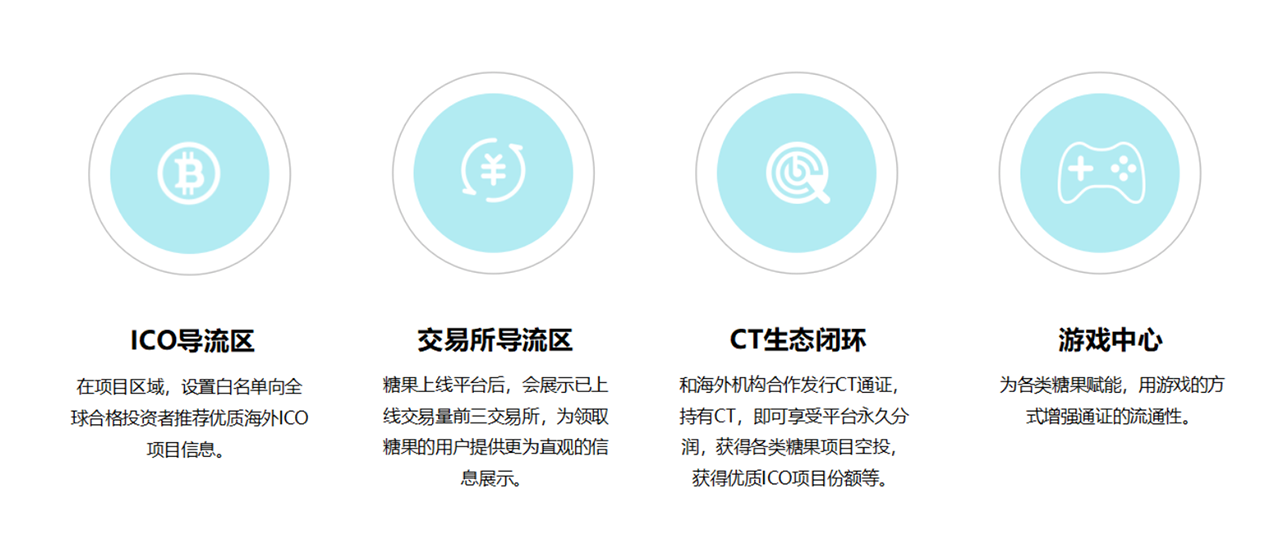 ICO导流区
在项目区域，设置白名单向全
球合格投资者推荐优质海外ICO
项目信息。
交易所导流区
糖果上线平台后，会展示已上
线交易量前三交易所，为领取
糖果的用户提供更为直观的信
息展示。
CT生态闭环
和海外机构合作发行CT通证，
持有CT，即可享受平台永久分
润，获得各类糖果项目空投，
获得优质ICO项目份额等。
游戏中心
为各类糖果赋能，用游戏的方
式增强通证的流通性。